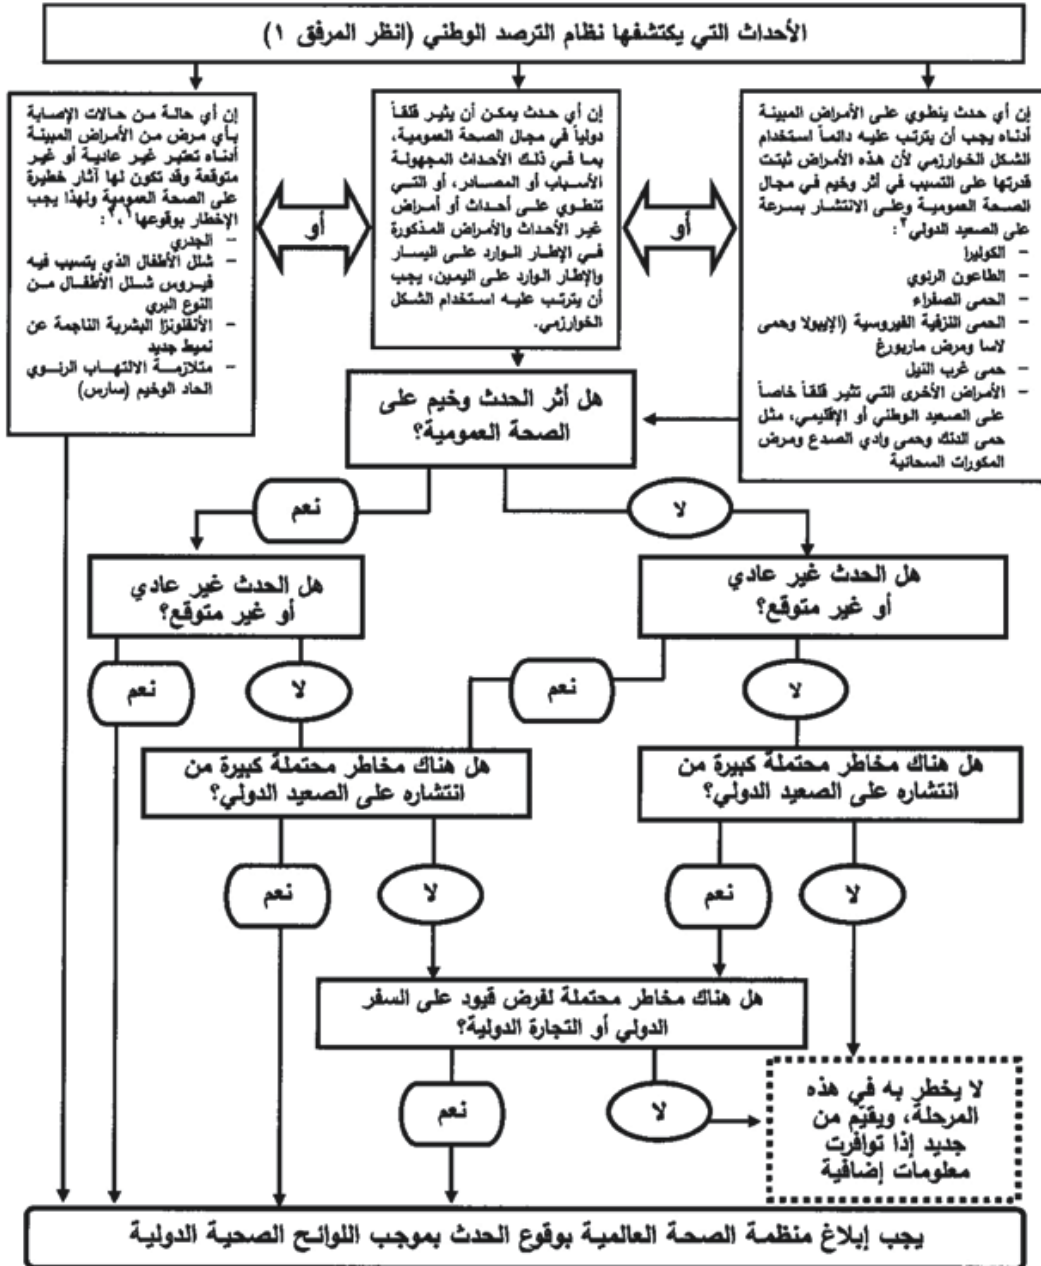 الأحداث التي يكتشفها نظام الترصد الوطني (انظر المرفق ١)
إن أي حدث ينطوي على الأمراض المبينة
أدناه يجب أن يترتب عليه دائماً استخدام
الشكل الخوارزمي لأن هذه الأمراض ثبتت
قدرتها على التسبب في أثر وخيم في مجال
الصحة العمومية وعلى الانتشار بسرعة
على الصعيد الدولي٢:
– الكوليرا
– الطاعون الرئوي
– الحمى الصفراء
– الحمى النزفية الفيروسية (الإيبولا وحمى
لاسا ومرض ماربورغ
– حمى غرب النيل
– الأمراض الأخرى التي تثير قلقاً خاصاً
على الصعيد الوطني أو الإقليمي، مثل
حمى الدنك وحمى وادي الصدع ومرض
المكورات السحائية
أو
إن أي حدث يمكن أن يثير قلقاً
دولياً في مجال الصحة العمومية،
بما في ذلك الأحداث المجهولة
الأسباب أو المصادر، أو التي
تنطوي على أحداث أو أمراض
غير الأحداث والأمراض المذكورة
في الإطار الوارد على اليسار
والإطار الوارد على اليمين، يجب
أن يترتب عليه استخدام الشكل
الخوارزمي.
أو
إن أي حالة من حالات الإصابة
بأي مرض من الأمراض المبينة
أدناه تعتبر غير عادية أو غير
متوقعة وقد تكون لها آثار خطيرة
على الصحة العمومية ولهذا يجب
الإخطار بوقوعها١،٢:
– الجدري
– شلل الأطفال الذي يتسبب فيه
فيروس شلل الأطفال من
النوع البري
– الأنفلونزا البشرية الناجمة عن
نميط جديد
– متلازمة الالتهاب الرئوي
الحاد الوخيم (سارس)
هل أثر الحدث وخيم على
الصحة العمومية؟
لا
نعم
هل الحدث غير عادي
أو غير متوقع؟
هل الحدث غير عادي
أو غير متوقع؟
لا
نعم
لا
نعم
هل هناك مخاطر محتملة كبيرة من
انتشاره على الصعيد الدولي؟
هل هناك مخاطر محتملة كبيرة من
انتشاره على الصعيد الدولي؟
لا
نعم
لا
نعم
هل هناك مخاطر محتملة لفرض قيود على السفر
الدولي أو التجارة الدولية؟
لا
نعم
لا يخطر به في هذه
المرحلة، ويقيّم من
جديد إذا توافرت
معلومات إضافية
يجب إبلاغ منظمة الصحة العالمية بوقوع الحدث بموجب اللوائح الصحية الدولية